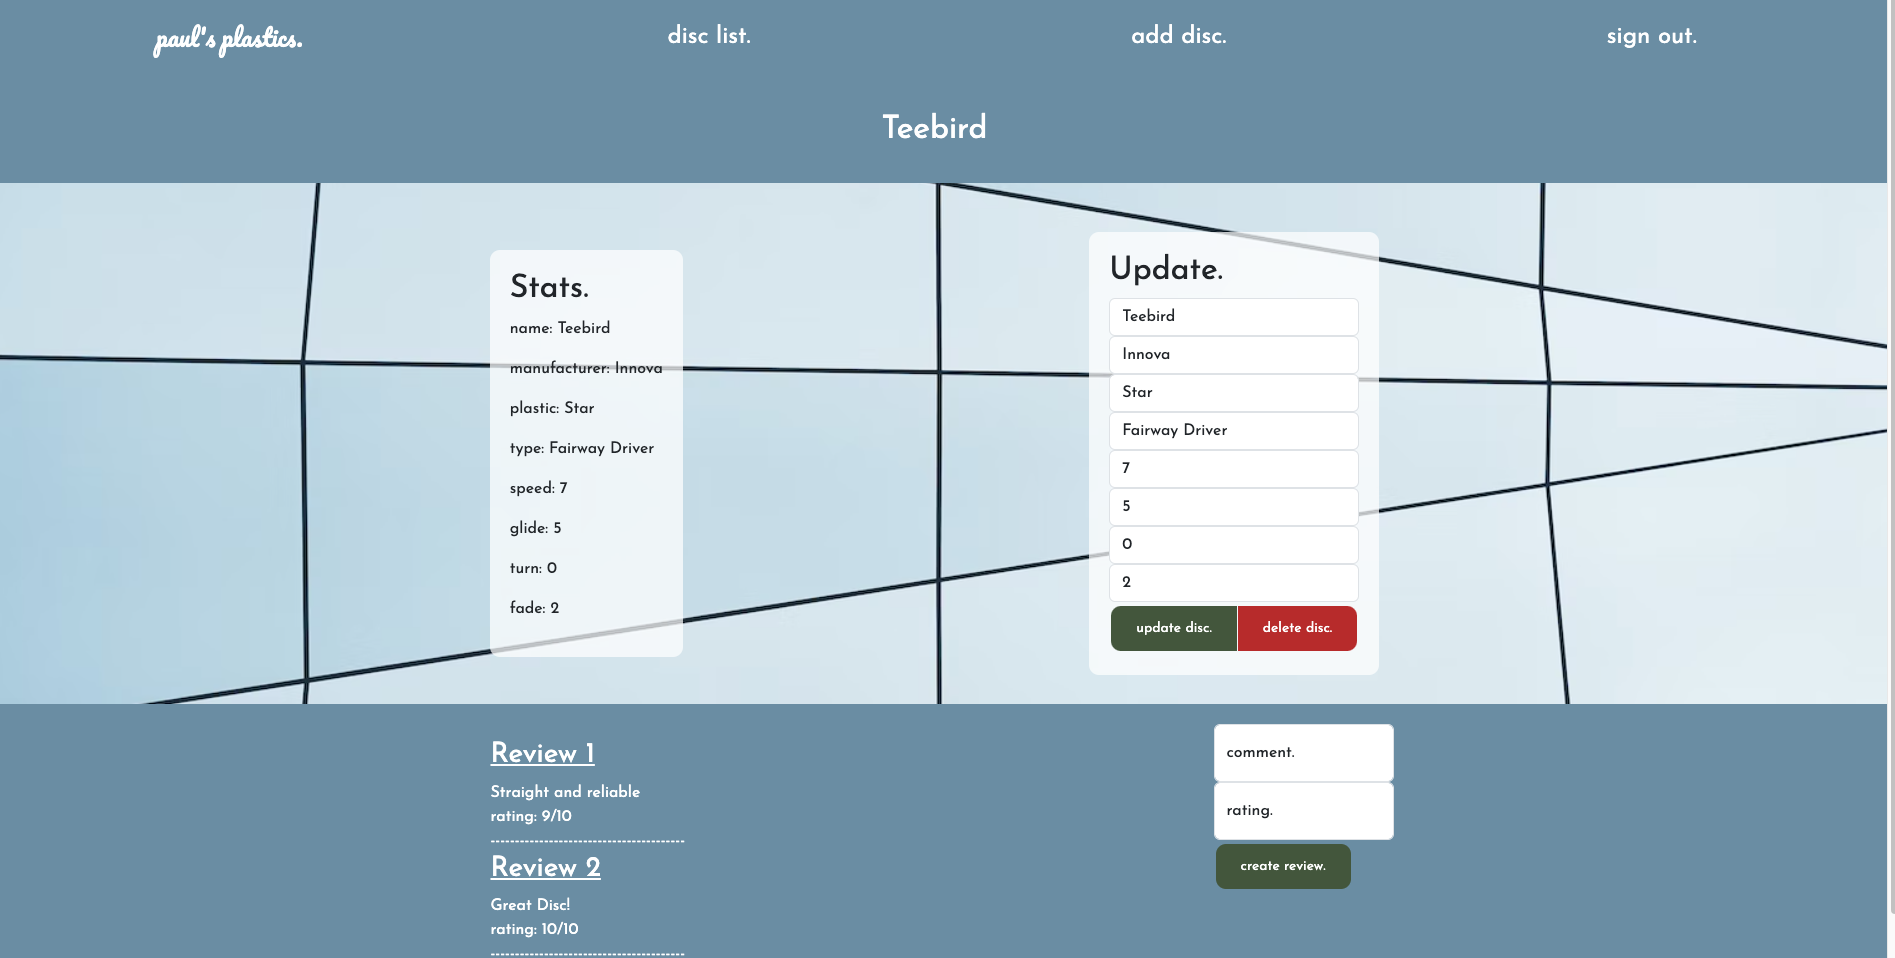 paul's plastics.
disc list.
add disc.
sign out.
Teebird
Stats.
name: Teebird
manufacturer: Innova
plastic: Star
type: Fairway Driver
speed: 7
glide: 5
turn: 0
fade: 2
Update.
Teebird
Innova
Star
Fairway Driver
7
5
0
2
update disc.
delete disc.
Review 1
Straight and reliable
rating: 9/10
----------------------------------------
Review 2
Great Disc!
rating: 10/10
----------------------------------------
comment.
rating.
create review.